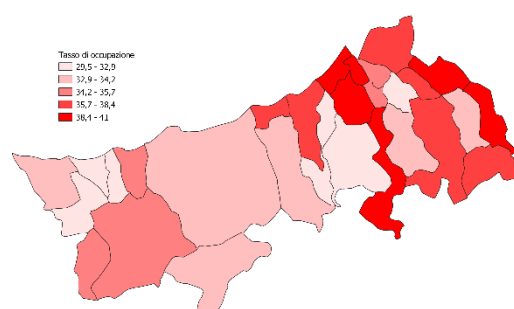 Tasso di occupazione
29,5 - 32,9
32,9 - 34,2
34,2 - 35,7
35,7 - 38,4
38,4 - 41